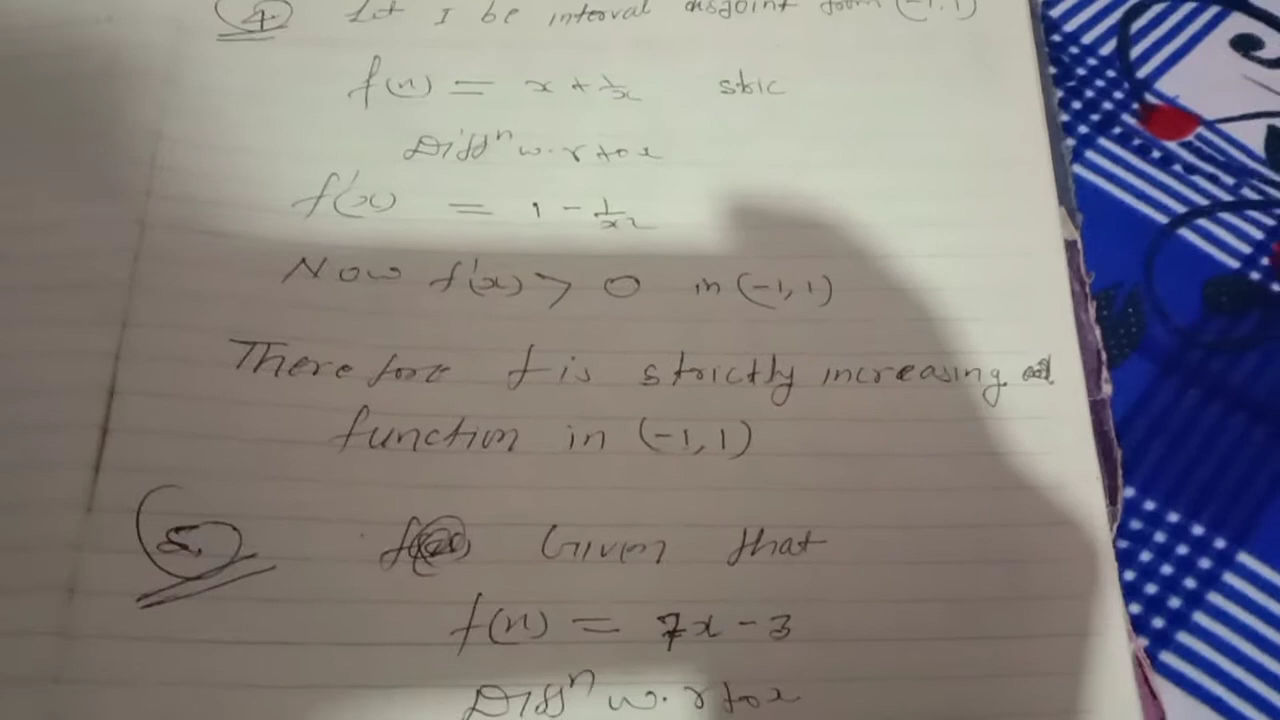 4. Let I be interval disjoint from (-1,1)
f(x) = x + 1/x stric
Diffⁿ w.r to x
f'(x) = 1 - 1/x2
Now f'(x) > 0 in (-1, 1)
Therefore f is strictly increasing
function in (-1, 1)
5. Given that
f(x) = 7x - 3
Diffⁿ w.r to x